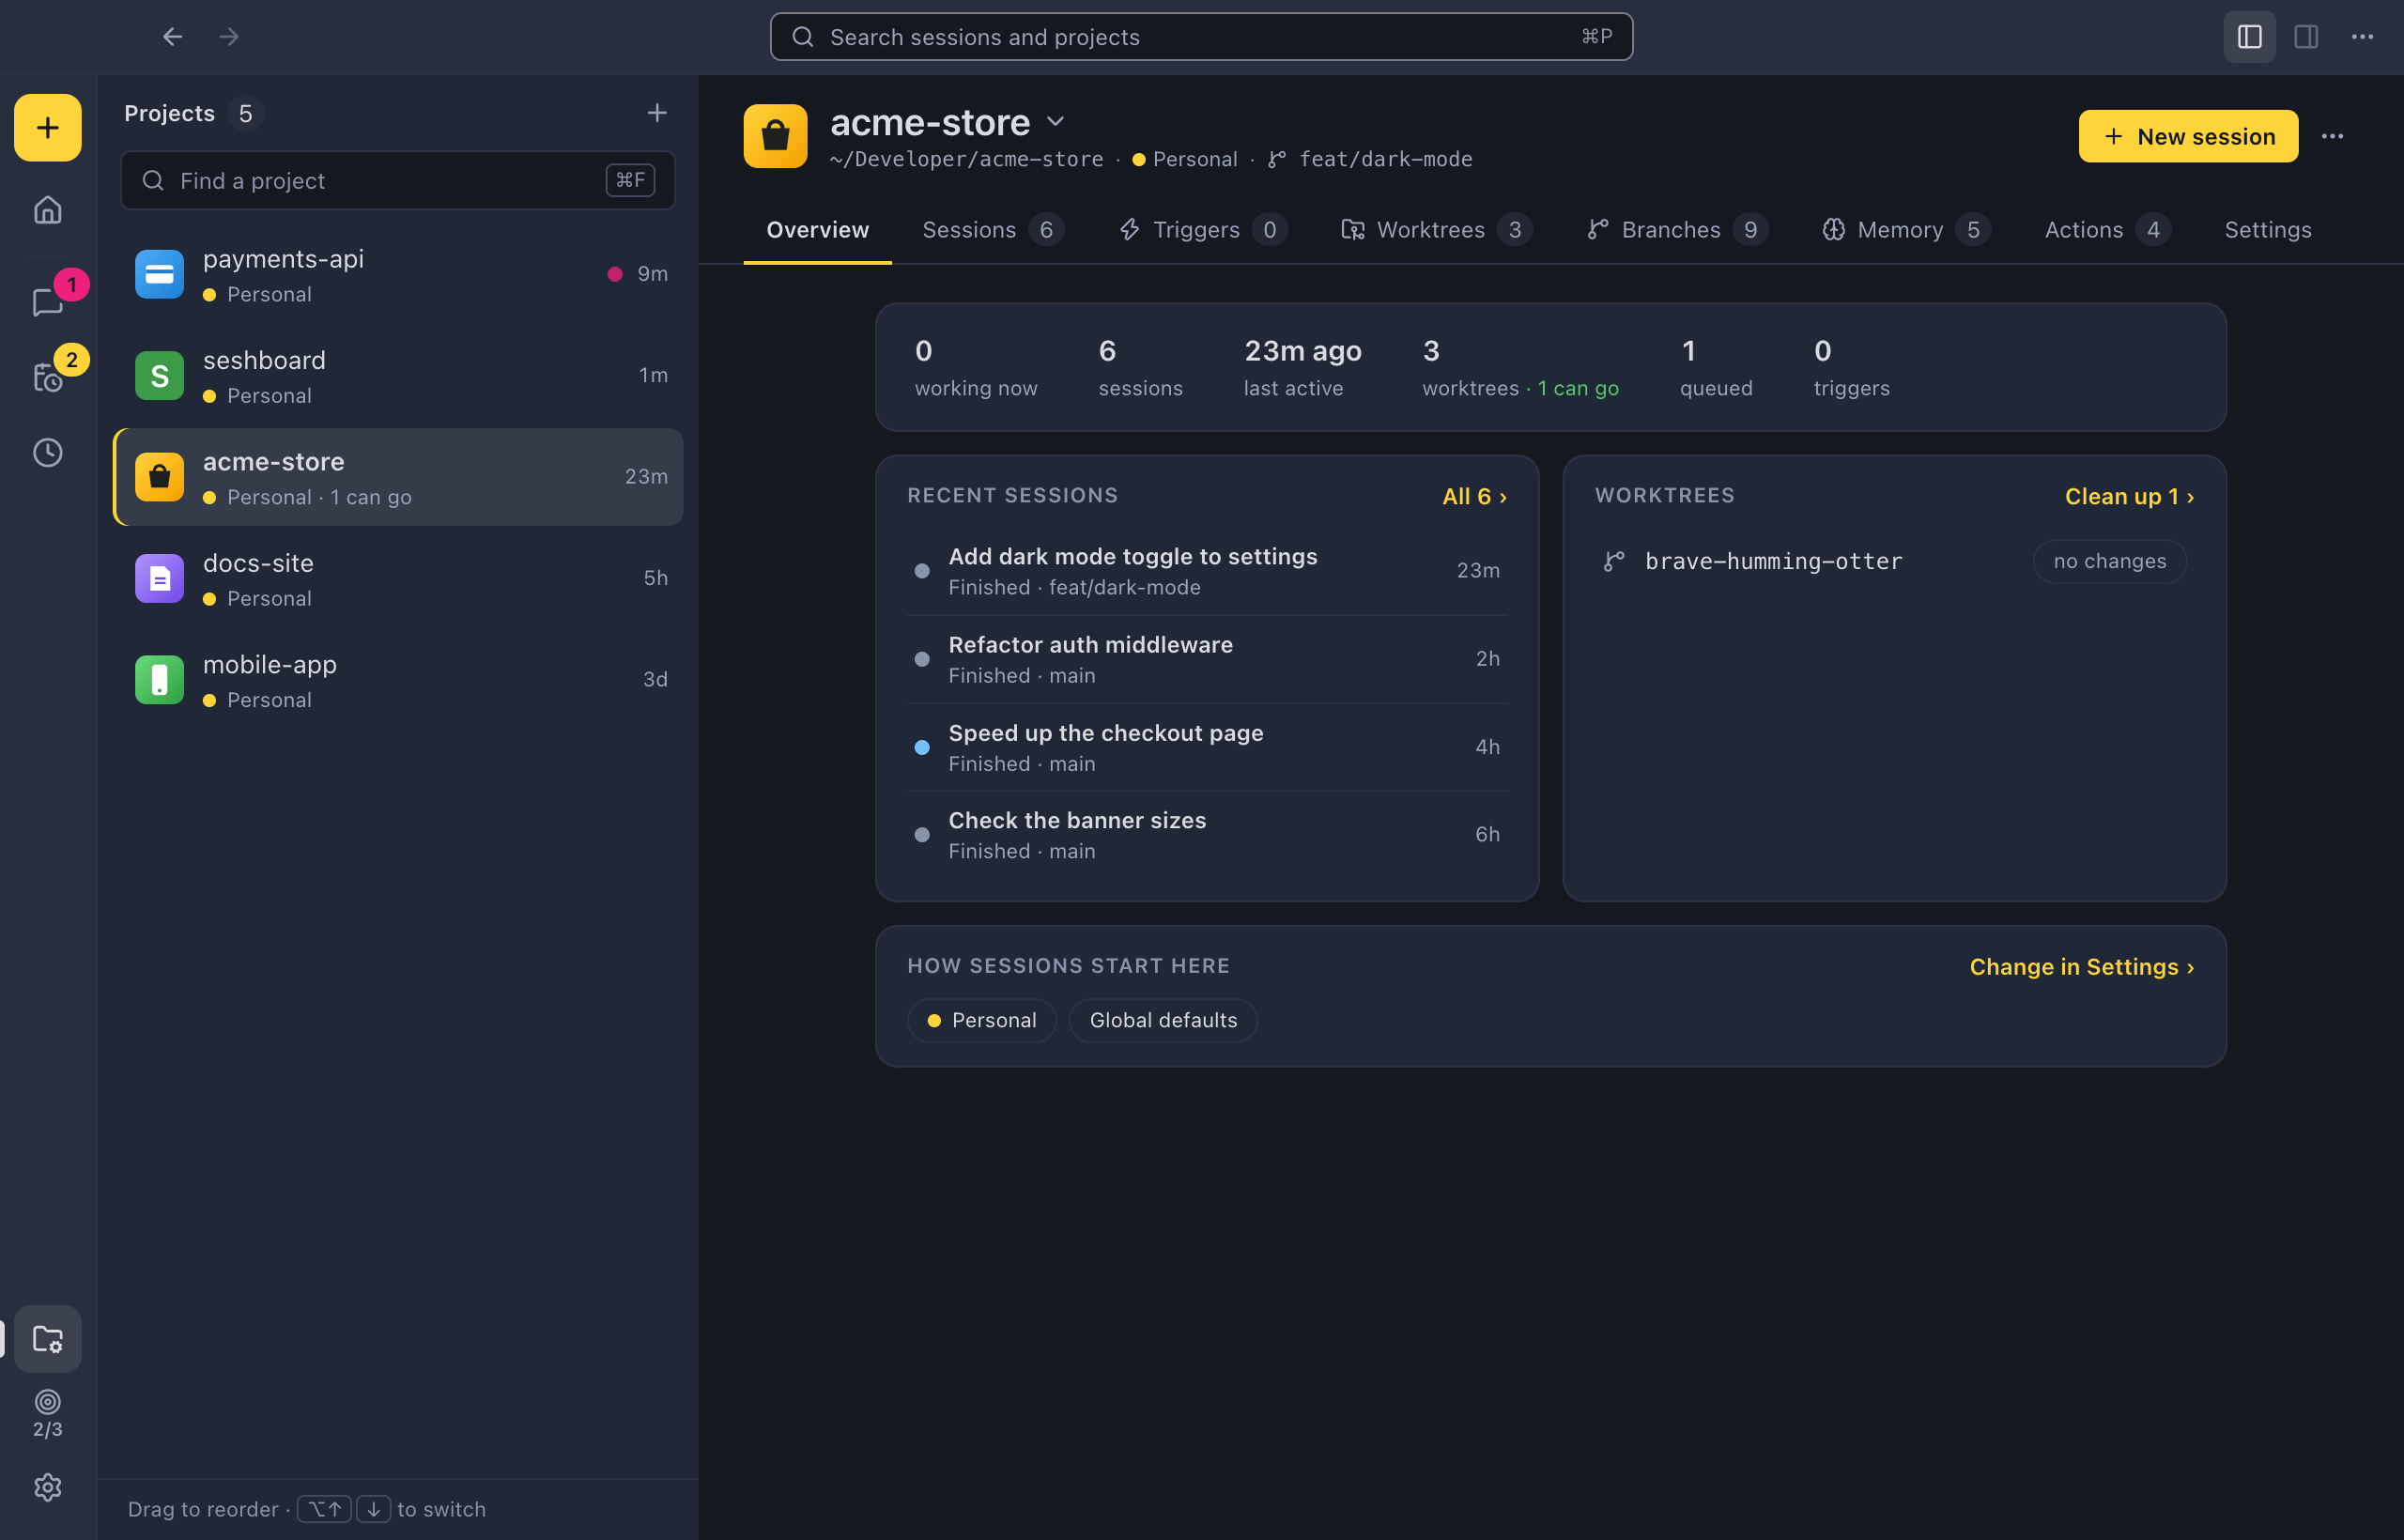 Search sessions and projects ⌘P
Projects 5
Find a project ⌘F
1
2
payments-api
Personal
9m
S
seshboard
Personal
1m
acme-store
Personal · 1 can go
23m
docs-site
Personal
5h
mobile-app
Personal
3d
2/3
Drag to reorder · ⌥↑ ↓ to switch
acme-store
~/Developer/acme-store · Personal · feat/dark-mode
New session
Overview Sessions 6 Triggers 0 Worktrees 3 Branches 9 Memory 5 Actions 4 Settings
0 6 23m ago 3 1 0
working now sessions last active worktrees · 1 can go queued triggers
RECENT SESSIONS All 6 ›
Add dark mode toggle to settings
Finished · feat/dark-mode
23m
Refactor auth middleware
Finished · main
2h
Speed up the checkout page
Finished · main
4h
Check the banner sizes
Finished · main
6h
WORKTREES Clean up 1 ›
brave-humming-otter no changes
HOW SESSIONS START HERE Change in Settings ›
Personal Global defaults